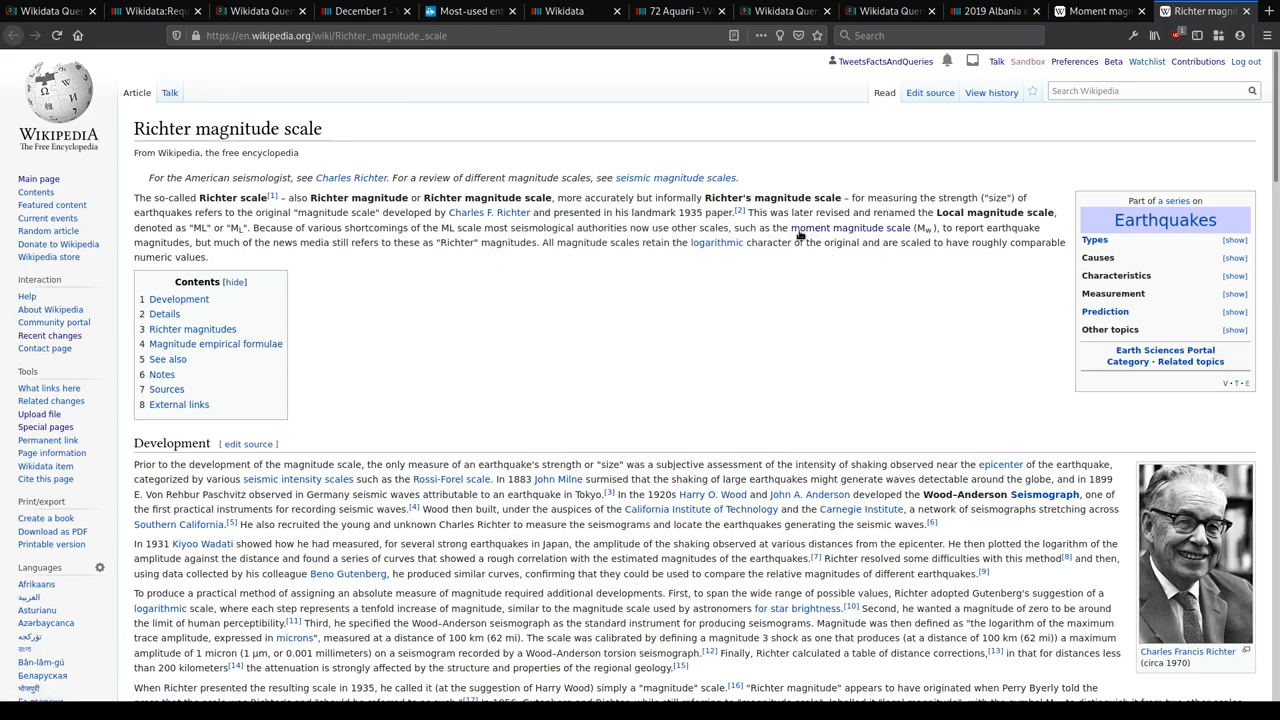 Wikidata Quer
Wikidata:Requ
Wikidata Quer
December 1 -
Most-used ent
Wikidata
72 Aquarii - W
Wikidata Quer
Wikidata Quer
2019 Albania e
Moment magn
Richter magnit
https://en.wikipedia.org/wiki/Richter_magnitude_scale
Search
1
TweetsFactsAndQueries
Talk
Sandbox
Preferences
Beta
Watchlist
Contributions
Log out
WIKIPEDIA
The Free Encyclopedia
Article
Talk
Read
Edit source
View history
Search Wikipedia
Main page
Contents
Featured content
Current events
Random article
Donate to Wikipedia
Wikipedia store
Interaction
Help
About Wikipedia
Community portal
Recent changes
Contact page
Tools
What links here
Related changes
Upload file
Special pages
Permanent link
Page information
Wikidata item
Cite this page
Print/export
Create a book
Download as PDF
Printable version
Languages
Afrikaans
العربية
Asturianu
Azərbaycanca
تۆرکجه
বাংলা
Bân-lâm-gú
Беларуская
भोजपुरी
Richter magnitude scale
From Wikipedia, the free encyclopedia
For the American seismologist, see Charles Richter. For a review of different magnitude scales, see seismic magnitude scales.
The so-called Richter scale[1] – also Richter magnitude or Richter magnitude scale, more accurately but informally Richter's magnitude scale – for measuring the strength ("size") of
earthquakes refers to the original "magnitude scale" developed by Charles F. Richter and presented in his landmark 1935 paper.[2] This was later revised and renamed the Local magnitude scale,
denoted as "ML" or "ML". Because of various shortcomings of the ML scale most seismological authorities now use other scales, such as the moment magnitude scale (Mw ), to report earthquake
magnitudes, but much of the news media still refers to these as "Richter" magnitudes. All magnitude scales retain the logarithmic character of the original and are scaled to have roughly comparable
numeric values.
Contents [hide]
1 Development
2 Details
3 Richter magnitudes
4 Magnitude empirical formulae
5 See also
6 Notes
7 Sources
8 External links
Part of a series on
Earthquakes
Types [show]
Causes [show]
Characteristics [show]
Measurement [show]
Prediction [show]
Other topics [show]
Earth Sciences Portal
Category · Related topics
V · T · E
Development [ edit source ]
Prior to the development of the magnitude scale, the only measure of an earthquake's strength or "size" was a subjective assessment of the intensity of shaking observed near the epicenter of the earthquake,
categorized by various seismic intensity scales such as the Rossi-Forel scale. In 1883 John Milne surmised that the shaking of large earthquakes might generate waves detectable around the globe, and in 1899
E. Von Rehbur Paschvitz observed in Germany seismic waves attributable to an earthquake in Tokyo.[3] In the 1920s Harry O. Wood and John A. Anderson developed the Wood–Anderson Seismograph, one of
the first practical instruments for recording seismic waves.[4] Wood then built, under the auspices of the California Institute of Technology and the Carnegie Institute, a network of seismographs stretching across
Southern California.[5] He also recruited the young and unknown Charles Richter to measure the seismograms and locate the earthquakes generating the seismic waves.[6]
In 1931 Kiyoo Wadati showed how he had measured, for several strong earthquakes in Japan, the amplitude of the shaking observed at various distances from the epicenter. He then plotted the logarithm of the
amplitude against the distance and found a series of curves that showed a rough correlation with the estimated magnitudes of the earthquakes.[7] Richter resolved some difficulties with this method[8] and then,
using data collected by his colleague Beno Gutenberg, he produced similar curves, confirming that they could be used to compare the relative magnitudes of different earthquakes.[9]
To produce a practical method of assigning an absolute measure of magnitude required additional developments. First, to span the wide range of possible values, Richter adopted Gutenberg's suggestion of a
logarithmic scale, where each step represents a tenfold increase of magnitude, similar to the magnitude scale used by astronomers for star brightness.[10] Second, he wanted a magnitude of zero to be around
the limit of human perceptibility.[11] Third, he specified the Wood–Anderson seismograph as the standard instrument for producing seismograms. Magnitude was then defined as "the logarithm of the maximum
trace amplitude, expressed in microns", measured at a distance of 100 km (62 mi). The scale was calibrated by defining a magnitude 3 shock as one that produces (at a distance of 100 km (62 mi)) a maximum
amplitude of 1 micron (1 µm, or 0.001 millimeters) on a seismogram recorded by a Wood–Anderson torsion seismograph.[12] Finally, Richter calculated a table of distance corrections,[13] in that for distances less
than 200 kilometers[14] the attenuation is strongly affected by the structure and properties of the regional geology.[15]
When Richter presented the resulting scale in 1935, he called it (at the suggestion of Harry Wood) simply a "magnitude" scale.[16] "Richter magnitude" appears to have originated when Perry Byerly told the
Charles Francis Richter
(circa 1970)